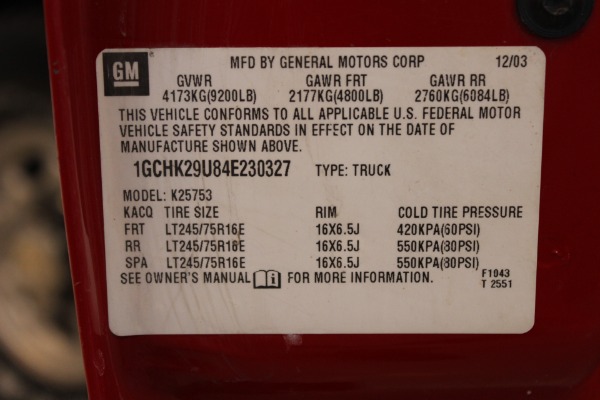 GM
MFD BY GENERAL MOTORS CORP 12/03
GVWR GAWR FRT GAWR RR
4173KG(9200LB) 2177KG(4800LB) 2760KG(6084LB)
THIS VEHICLE CONFORMS TO ALL APPLICABLE U.S. FEDERAL MOTOR
VEHICLE SAFETY STANDARDS IN EFFECT ON THE DATE OF
MANUFACTURE SHOWN ABOVE.
1GCHK29U84E230327 TYPE: TRUCK
MODEL: K25753
KACQ TIRE SIZE RIM COLD TIRE PRESSURE
FRT LT245/75R16E 16X6.5J 420KPA(60PSI)
RR LT245/75R16E 16X6.5J 550KPA(80PSI)
SPA LT245/75R16E 16X6.5J 550KPA(80PSI)
SEE OWNER'S MANUAL FOR MORE INFORMATION.
F1043
T 2551